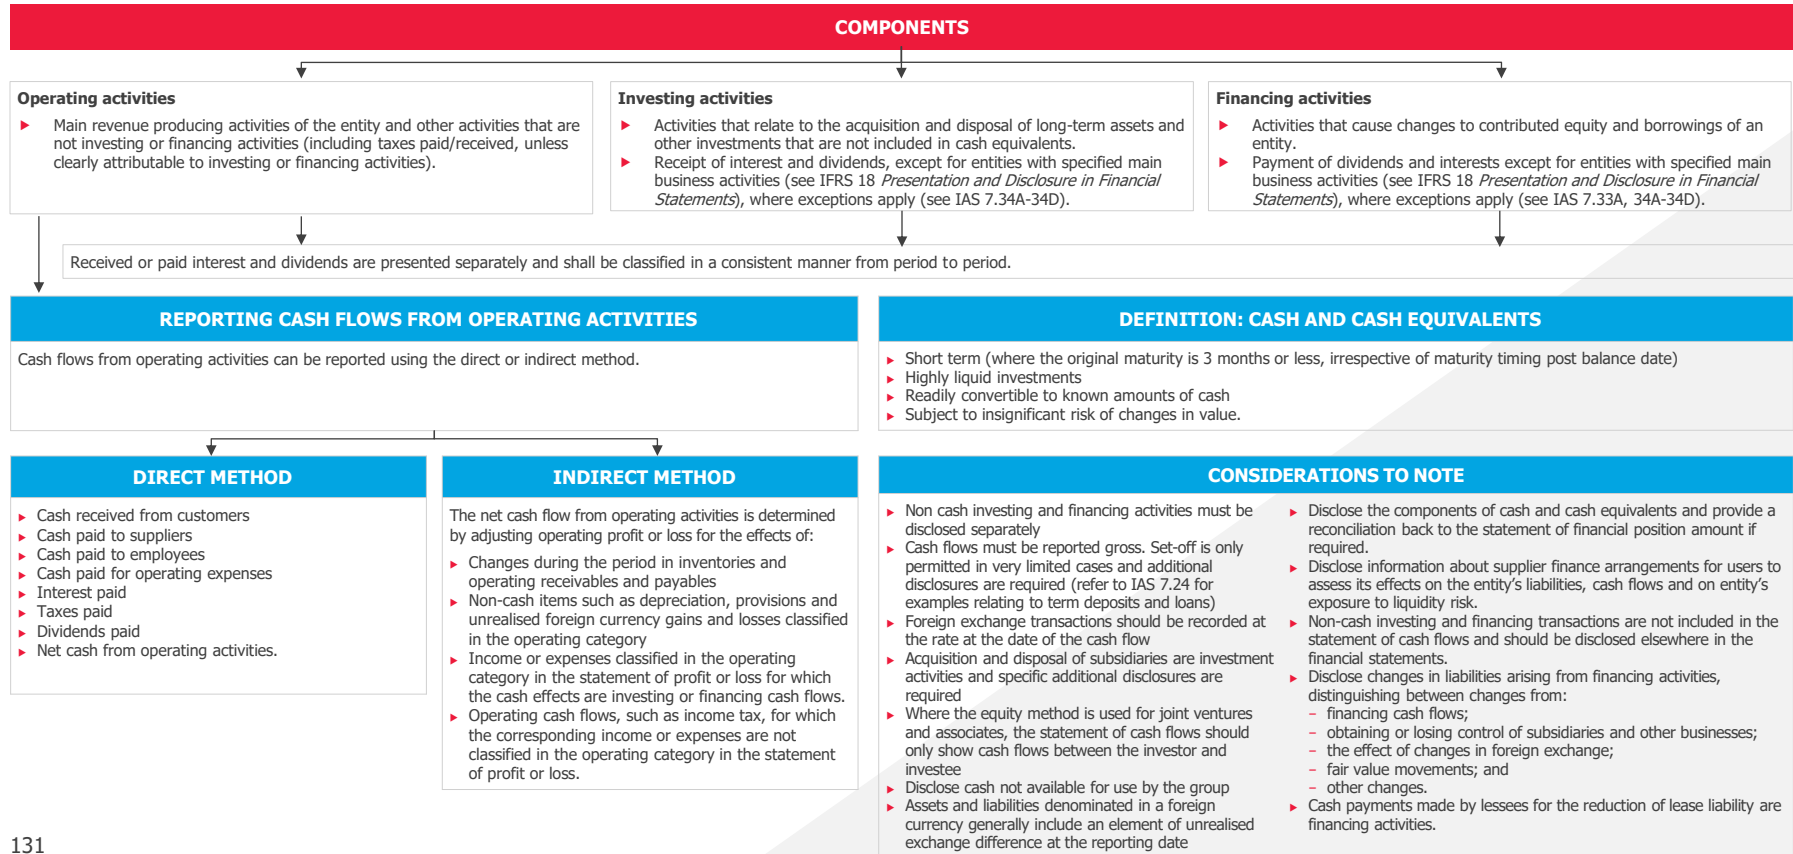 COMPONENTS
Operating activities
► Main revenue producing activities of the entity and other activities that are
not investing or financing activities (including taxes paid/received, unless
clearly attributable to investing or financing activities).
Investing activities
► Activities that relate to the acquisition and disposal of long-term assets and
other investments that are not included in cash equivalents.
► Receipt of interest and dividends, except for entities with specified main
business activities (see IFRS 18 Presentation and Disclosure in Financial
Statements), where exceptions apply (see IAS 7.34A-34D).
Financing activities
► Activities that cause changes to contributed equity and borrowings of an
entity.
► Payment of dividends and interests except for entities with specified main
business activities (see IFRS 18 Presentation and Disclosure in Financial
Statements), where exceptions apply (see IAS 7.33A, 34A-34D).
Received or paid interest and dividends are presented separately and shall be classified in a consistent manner from period to period.
REPORTING CASH FLOWS FROM OPERATING ACTIVITIES
Cash flows from operating activities can be reported using the direct or indirect method.
DEFINITION: CASH AND CASH EQUIVALENTS
► Short term (where the original maturity is 3 months or less, irrespective of maturity timing post balance date)
► Highly liquid investments
► Readily convertible to known amounts of cash
► Subject to insignificant risk of changes in value.
DIRECT METHOD
► Cash received from customers
► Cash paid to suppliers
► Cash paid to employees
► Cash paid for operating expenses
► Interest paid
► Taxes paid
► Dividends paid
► Net cash from operating activities.
INDIRECT METHOD
The net cash flow from operating activities is determined
by adjusting operating profit or loss for the effects of:
► Changes during the period in inventories and
operating receivables and payables
► Non-cash items such as depreciation, provisions and
unrealised foreign currency gains and losses classified
in the operating category
► Income or expenses classified in the operating
category in the statement of profit or loss for which
the cash effects are investing or financing cash flows.
► Operating cash flows, such as income tax, for which
the corresponding income or expenses are not
classified in the operating category in the statement
of profit or loss.
CONSIDERATIONS TO NOTE
► Non cash investing and financing activities must be
disclosed separately
► Cash flows must be reported gross. Set-off is only
permitted in very limited cases and additional
disclosures are required (refer to IAS 7.24 for
examples relating to term deposits and loans)
► Foreign exchange transactions should be recorded at
the rate at the date of the cash flow
► Acquisition and disposal of subsidiaries are investment
activities and specific additional disclosures are
required
► Where the equity method is used for joint ventures
and associates, the statement of cash flows should
only show cash flows between the investor and
investee
► Disclose cash not available for use by the group
► Assets and liabilities denominated in a foreign
currency generally include an element of unrealised
exchange difference at the reporting date
► Disclose the components of cash and cash equivalents and provide a
reconciliation back to the statement of financial position amount if
required.
► Disclose information about supplier finance arrangements for users to
assess its effects on the entity's liabilities, cash flows and on entity's
exposure to liquidity risk.
► Non-cash investing and financing transactions are not included in the
statement of cash flows and should be disclosed elsewhere in the
financial statements.
► Disclose changes in liabilities arising from financing activities,
distinguishing between changes from:
– financing cash flows;
– obtaining or losing control of subsidiaries and other businesses;
– the effect of changes in foreign exchange;
– fair value movements; and
– other changes.
► Cash payments made by lessees for the reduction of lease liability are
financing activities.
131